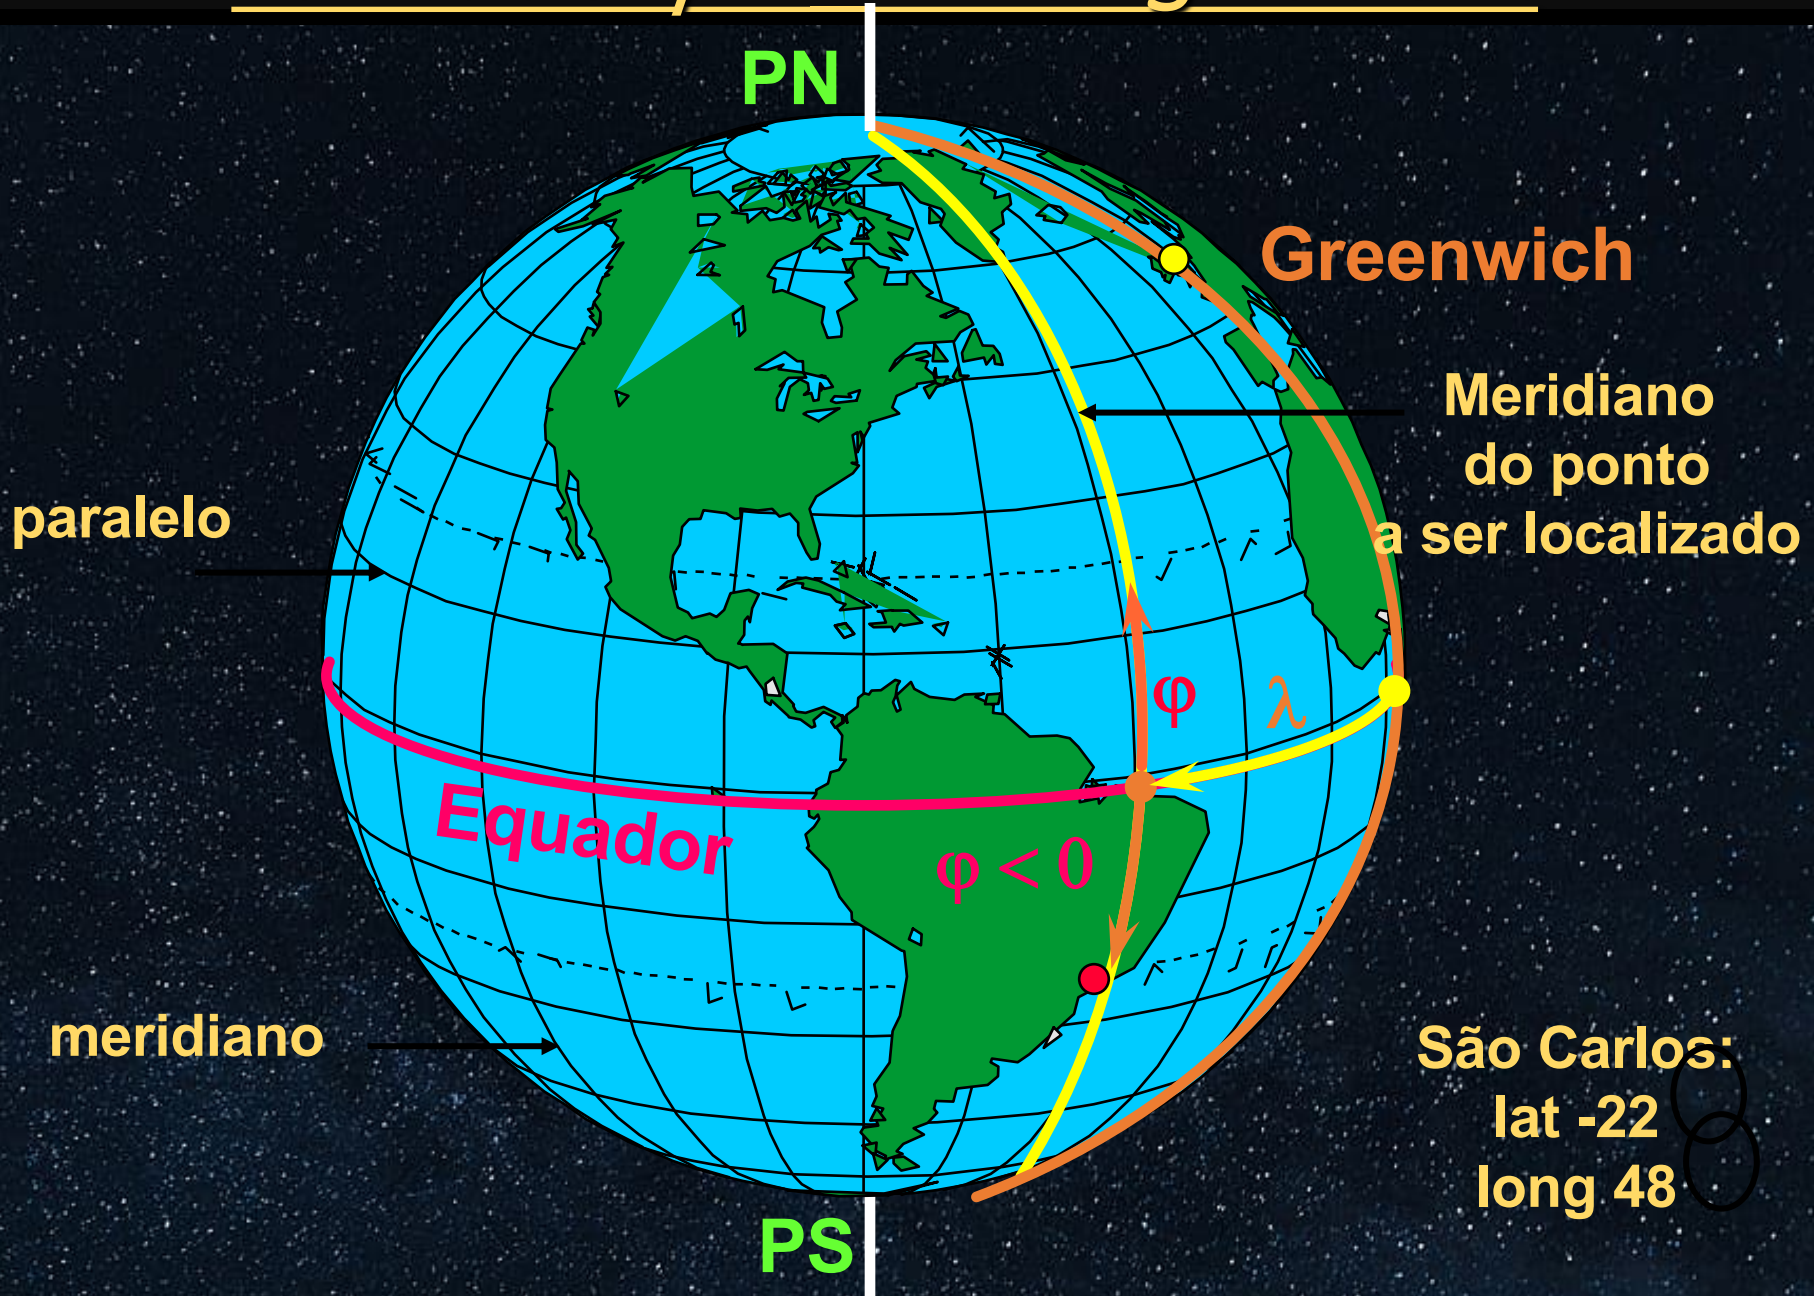 PN
Greenwich
Meridiano
do ponto
a ser localizado
paralelo
φ
λ
Equador
φ < 0
meridiano
São Carlos:
lat -22
long 48
PS